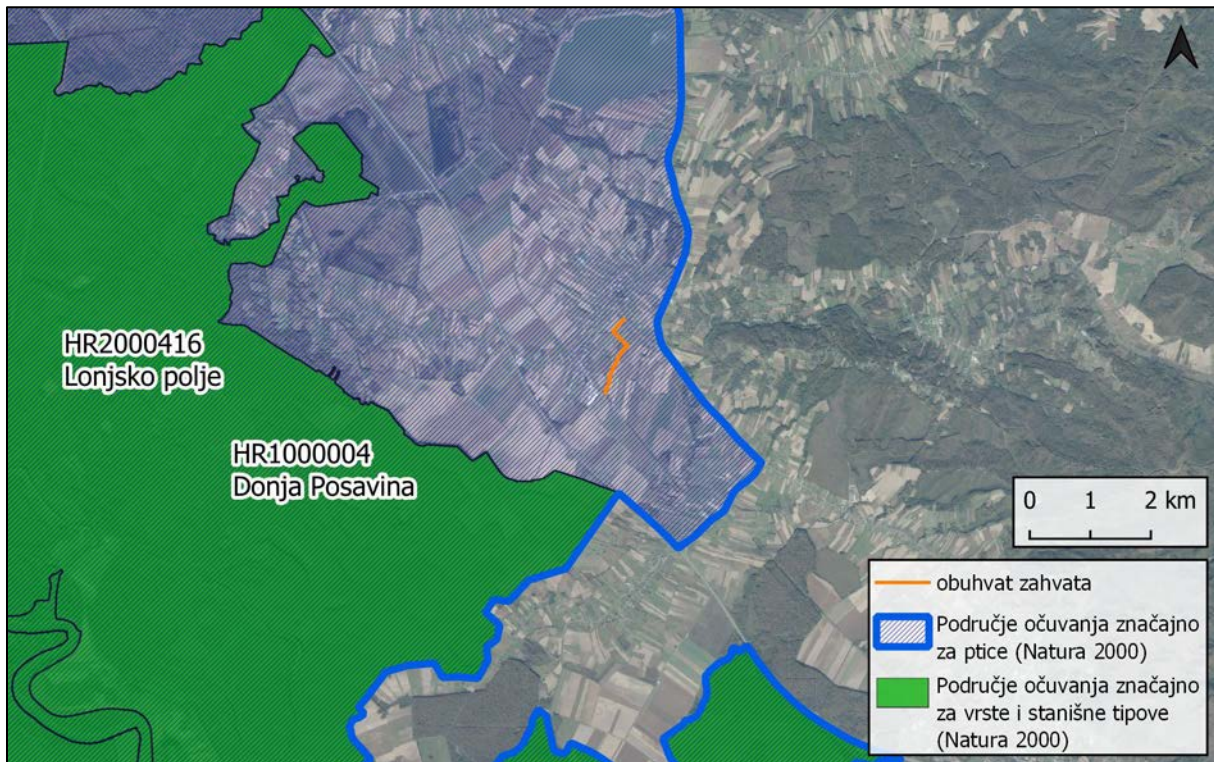 HR2000416
Lonjsko polje
HR1000004
Donja Posavina
0 1 2 km
obuhvat zahvata
Područje očuvanja značajno
za ptice (Natura 2000)
Područje očuvanja značajno
za vrste i stanišne tipove
(Natura 2000)